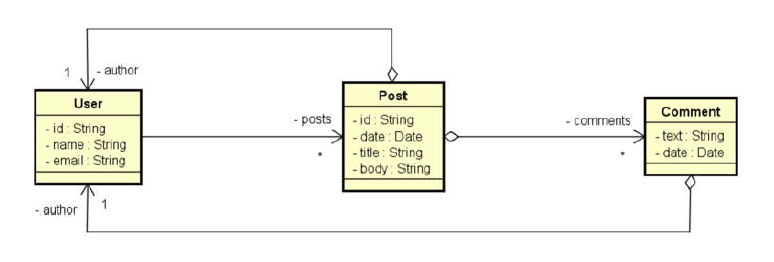 1
- author
User
- id : String
- name : String
- email : String
- posts
*
Post
- id : String
- date : Date
- title : String
- body : String
- comments
*
Comment
- text : String
- date : Date
- author
1